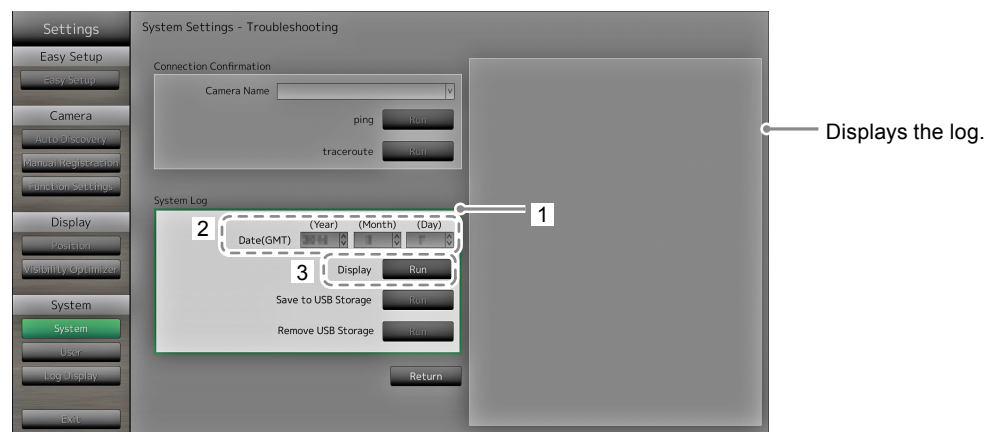 Settings
System Settings - Troubleshooting
Easy Setup
Easy Setup
Camera
Auto Discovery
Manual Registration
Function Settings
Display
Position
Visibility Optimizer
System
System
User
Log Display
Exit
Connection Confirmation
Camera Name
ping Run
traceroute Run
System Log
1
2
(Year) (Month) (Day)
Date(GMT)
3
Display Run
Save to USB Storage Run
Remove USB Storage Run
Return
Displays the log.